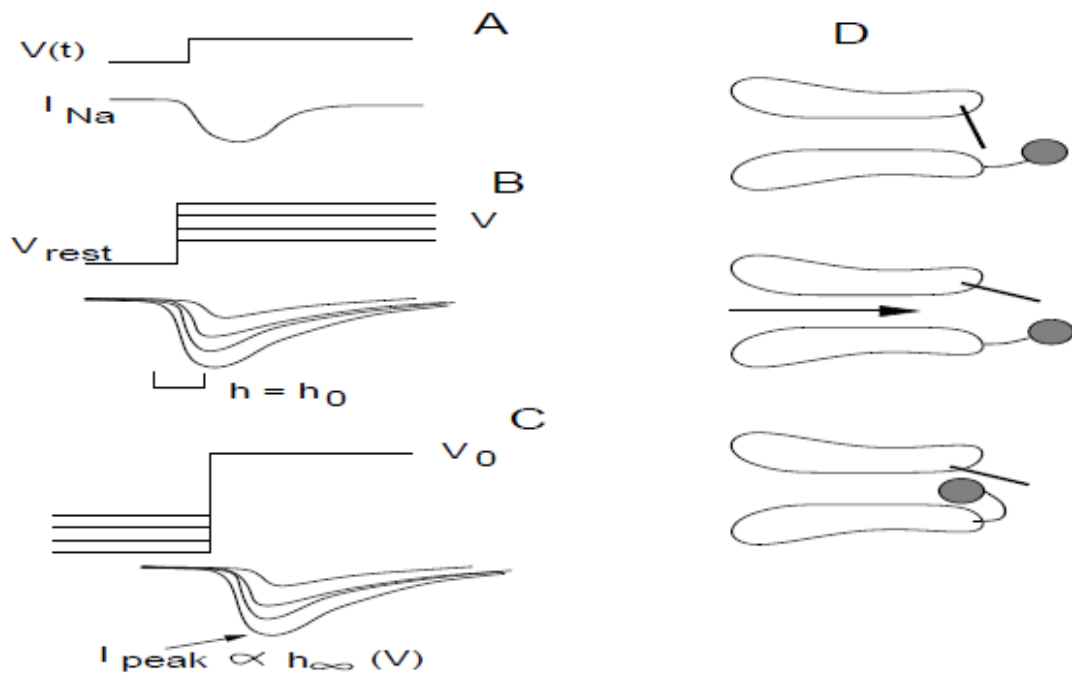 A
V(t)
I Na
B
V
V rest
h = h0
C
V0
I peak ∝ h∞ (V)
D